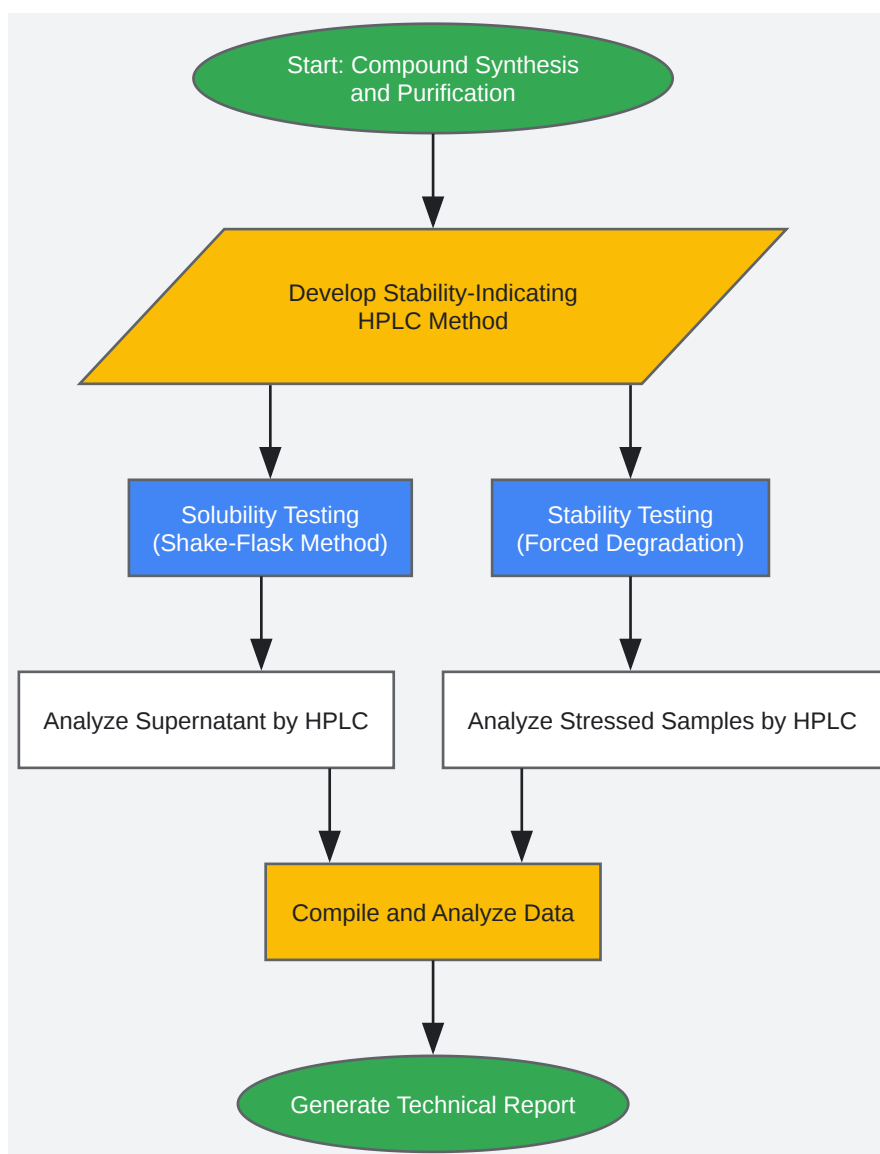 Start: Compound Synthesis
and Purification
Develop Stability-Indicating
HPLC Method
Solubility Testing
(Shake-Flask Method)
Stability Testing
(Forced Degradation)
Analyze Supernatant by HPLC
Analyze Stressed Samples by HPLC
Compile and Analyze Data
Generate Technical Report